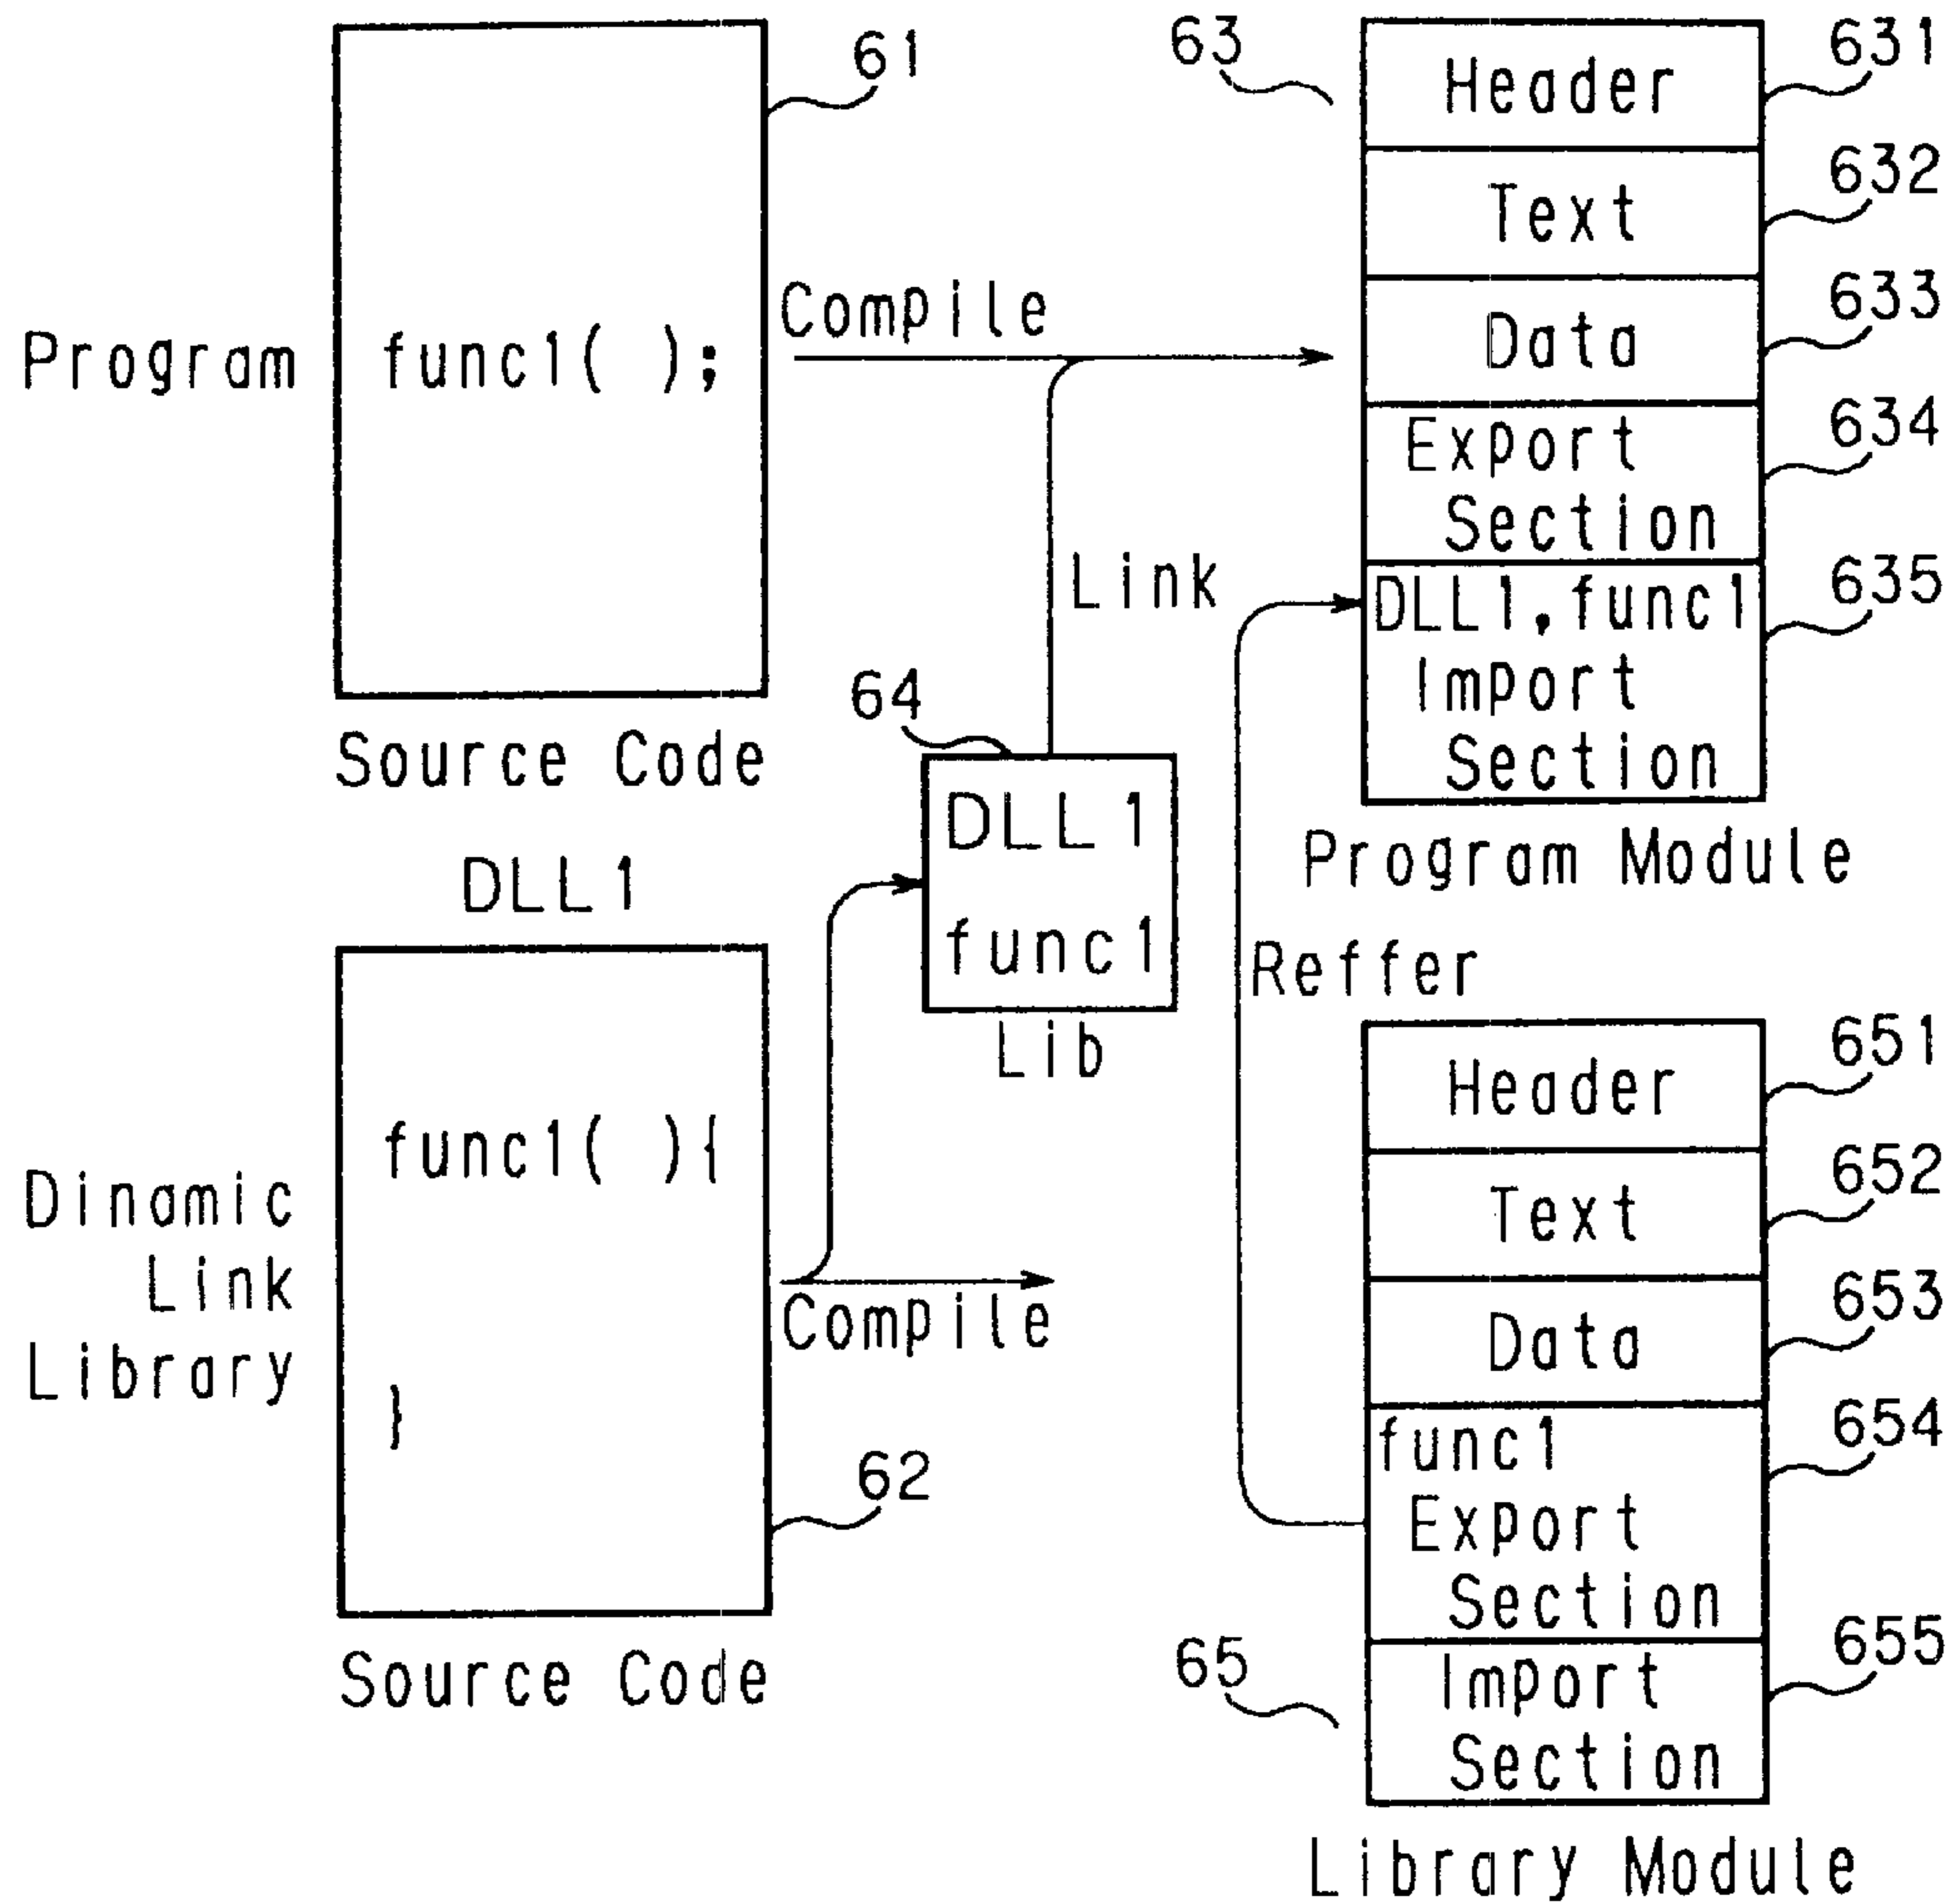 61
Program
func1( );
Source Code
Compile
Link
63
Header
631
Text
632
Data
633
Export
Section
634
DLL1,func1
Import
Section
635
Program Module
64
DLL1
func1
Lib
Reffer
DLL1
Dinamic
Link
Library
func1( ){
}
62
Source Code
Compile
Header
651
Text
652
Data
653
func1
Export
Section
654
65
Import
Section
655
Library Module